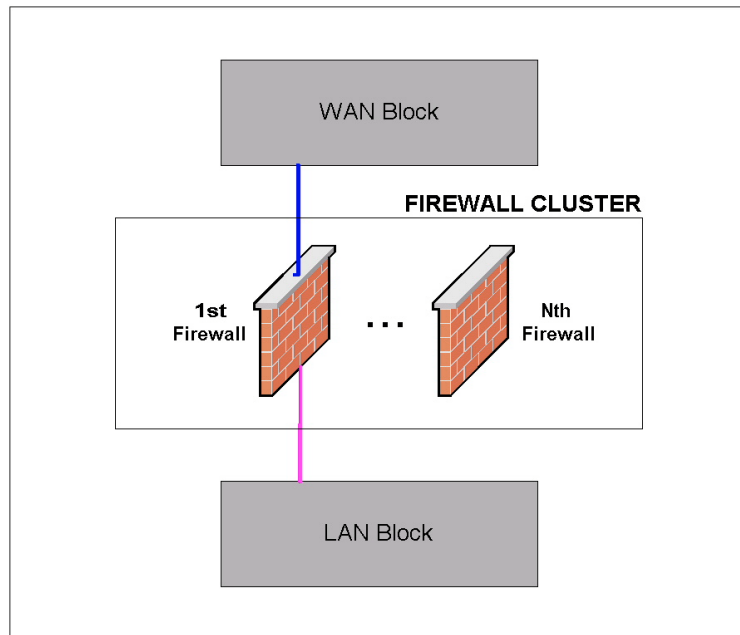 WAN Block
FIREWALL CLUSTER
1st
Firewall
...
Nth
Firewall
LAN Block